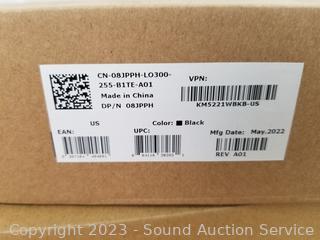 CN-08JPPH-LO300-
255-B1TE-A01
Made in China
DP/N 08JPPH
VPN:
KM5221WBKB-US
US
Color: Black
EAN:
UPC:
Mfg Date: May.2022
REV A01
Copyright 2023 - Sound Auction Service